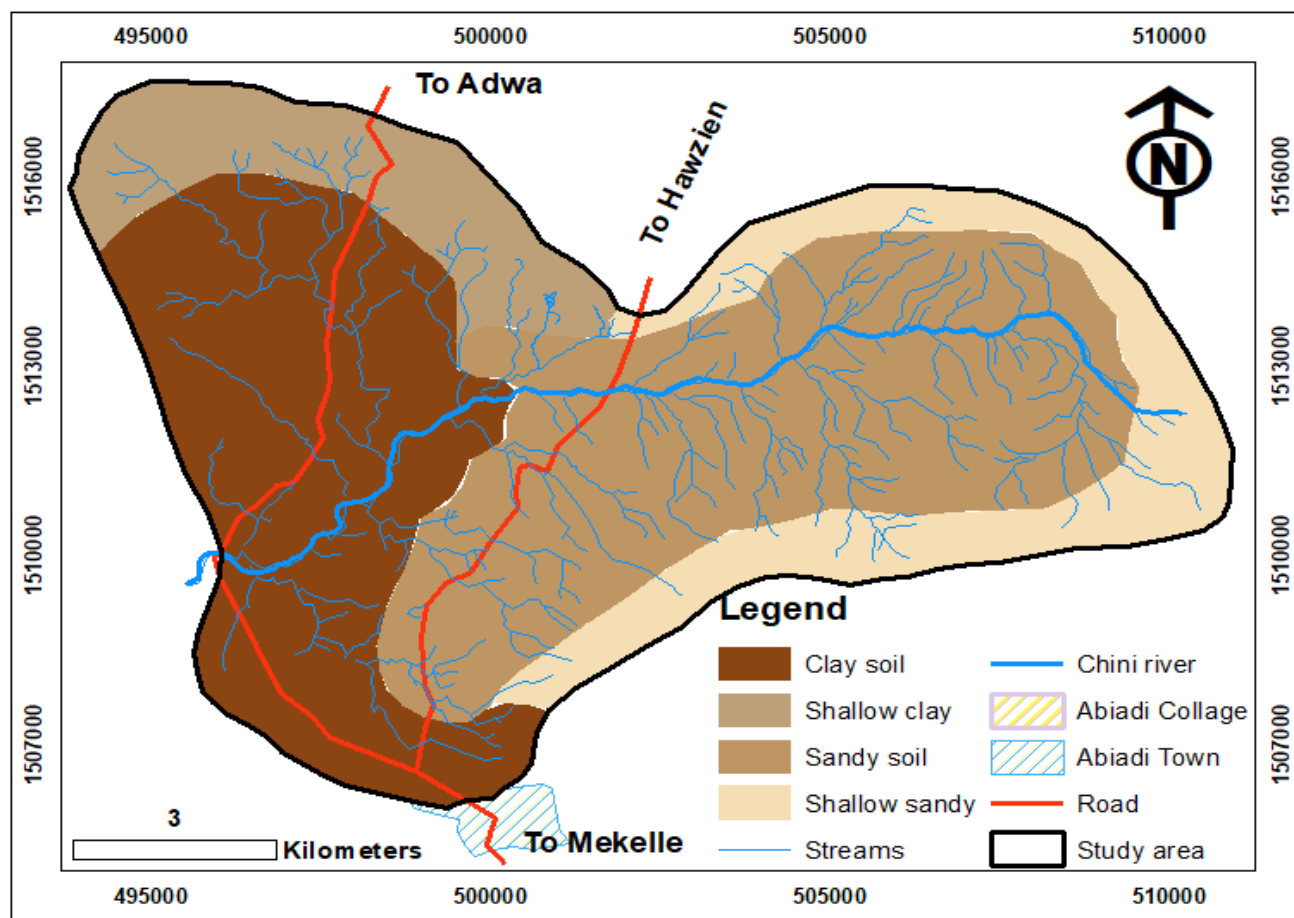 495000 500000 505000 510000
To Adwa
To Hawzien
N
1516000 1516000
1513000 1513000
1510000 1510000
1507000 1507000
Legend
Clay soil Chini river
Shallow clay Abiadi Collage
Sandy soil Abiadi Town
Shallow sandy Road
Streams Study area
3
Kilometers
To Mekelle
495000 500000 505000 510000